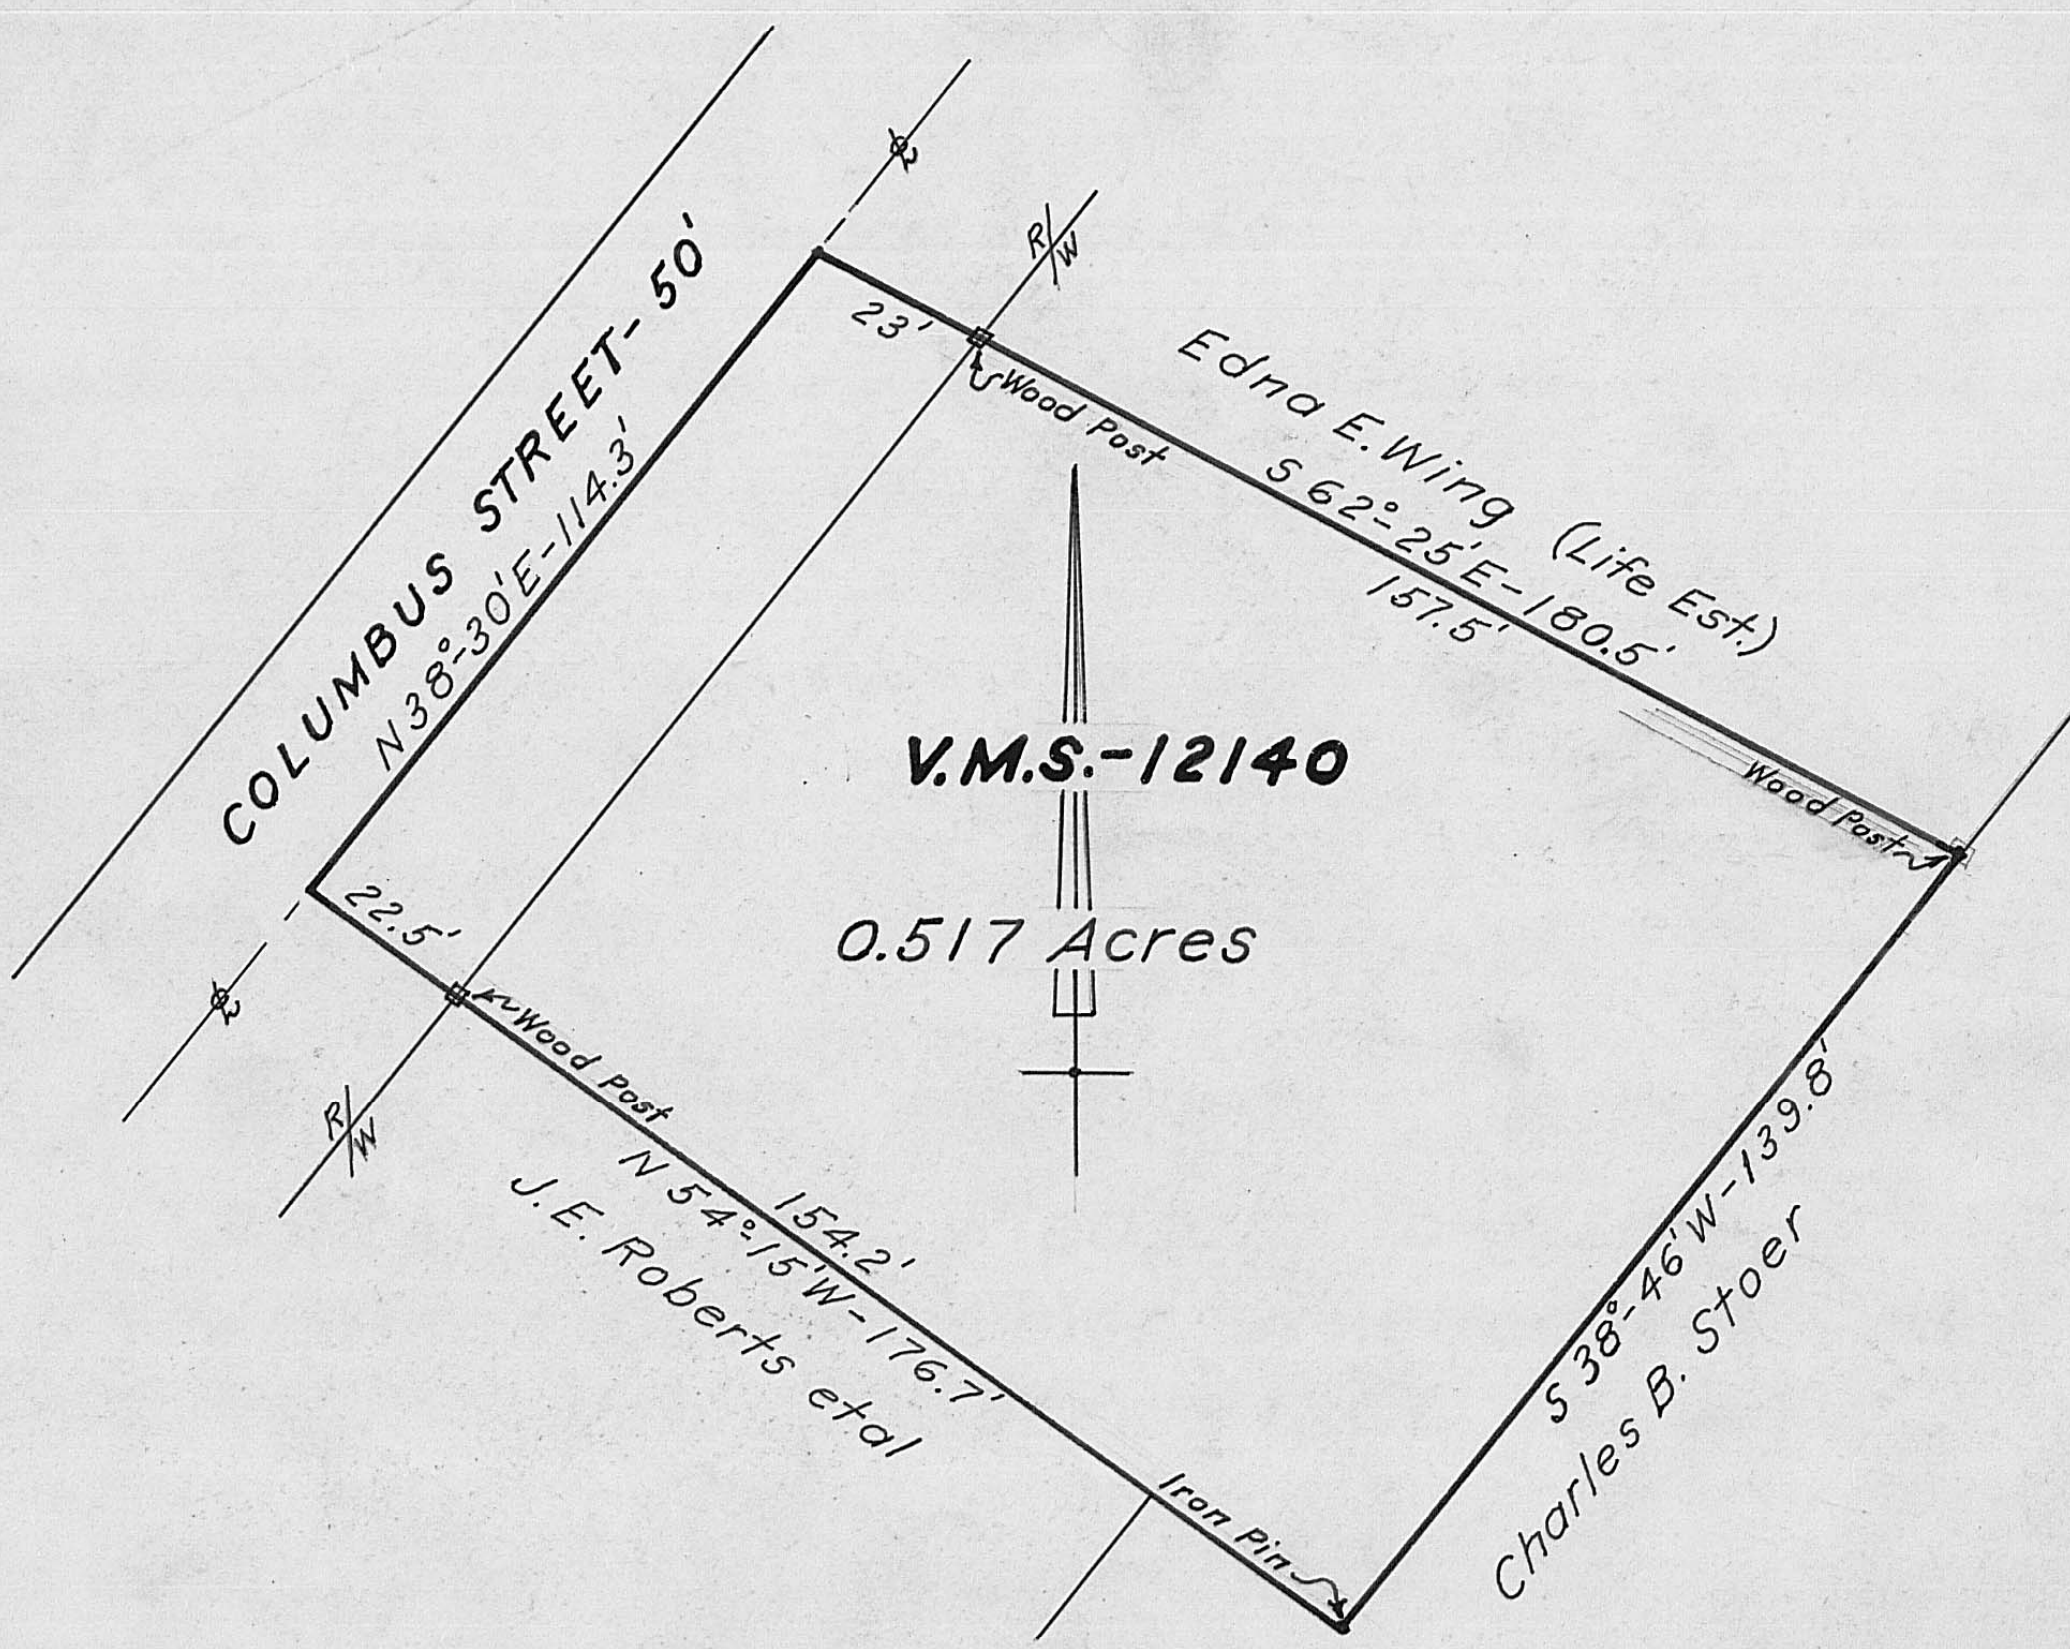 COLUMBUS STREET-50'
N38°-30'E-114.3'
℄
R/W
23'
Wood Post
Edna E. Wing (Life Est.)
S 62°-25'E-180.5'
157.5'
Wood Post
V.M.S.-12140
0.517 Acres
22.5'
℄
R/W
Wood Post
154.2'
N 54°-15'W-176.7'
J.E. Roberts etal
Iron Pin
S 38°-46'W-139.8'
Charles B. Stoer